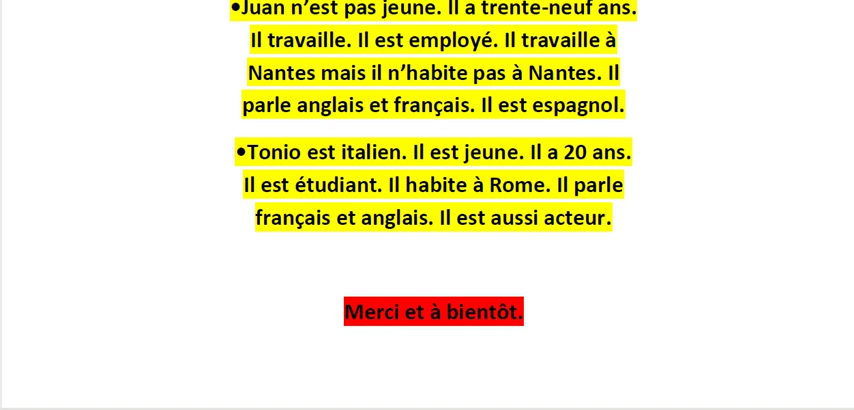 •Juan n’est pas jeune. Il a trente-neuf ans.
Il travaille. Il est employé. Il travaille à
Nantes mais il n’habite pas à Nantes. Il
parle anglais et français. Il est espagnol.
•Tonio est italien. Il est jeune. Il a 20 ans.
Il est étudiant. Il habite à Rome. Il parle
français et anglais. Il est aussi acteur.
Merci et à bientôt.